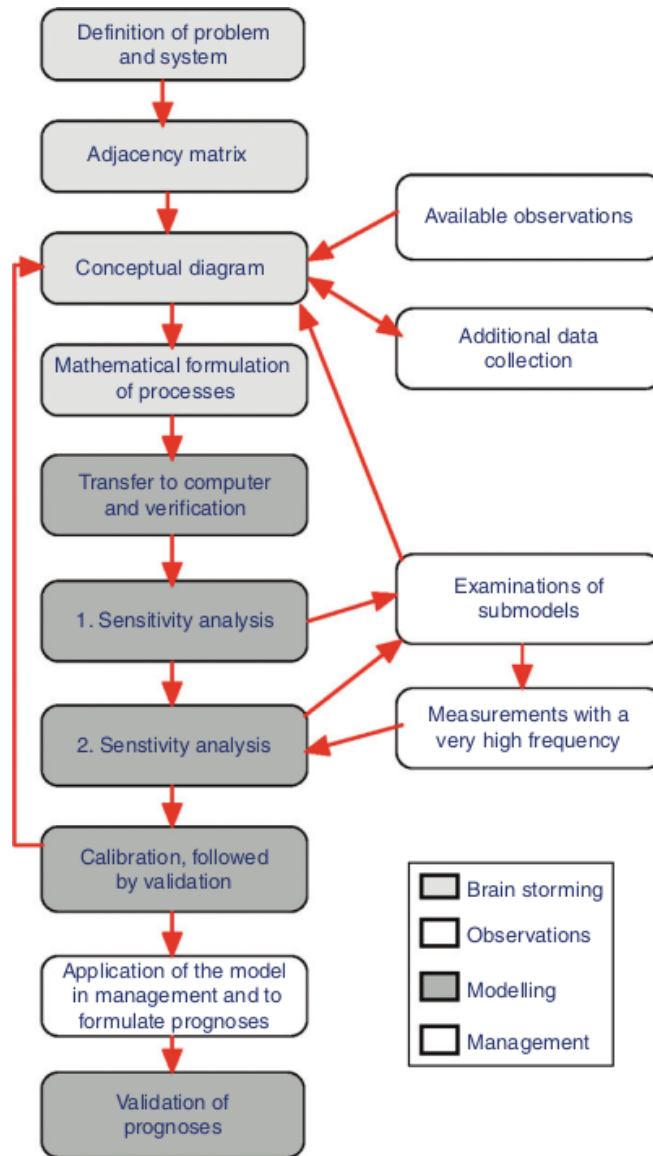 Definition of problem
and system
Adjacency matrix
Available observations
Conceptual diagram
Additional data
collection
Mathematical formulation
of processes
Transfer to computer
and verification
1. Sensitivity analysis
Examinations of
submodels
2. Senstivity analysis
Measurements with a
very high frequency
Calibration, followed
by validation
Brain storming
Observations
Modelling
Management
Application of the model
in management and to
formulate prognoses
Validation of
prognoses